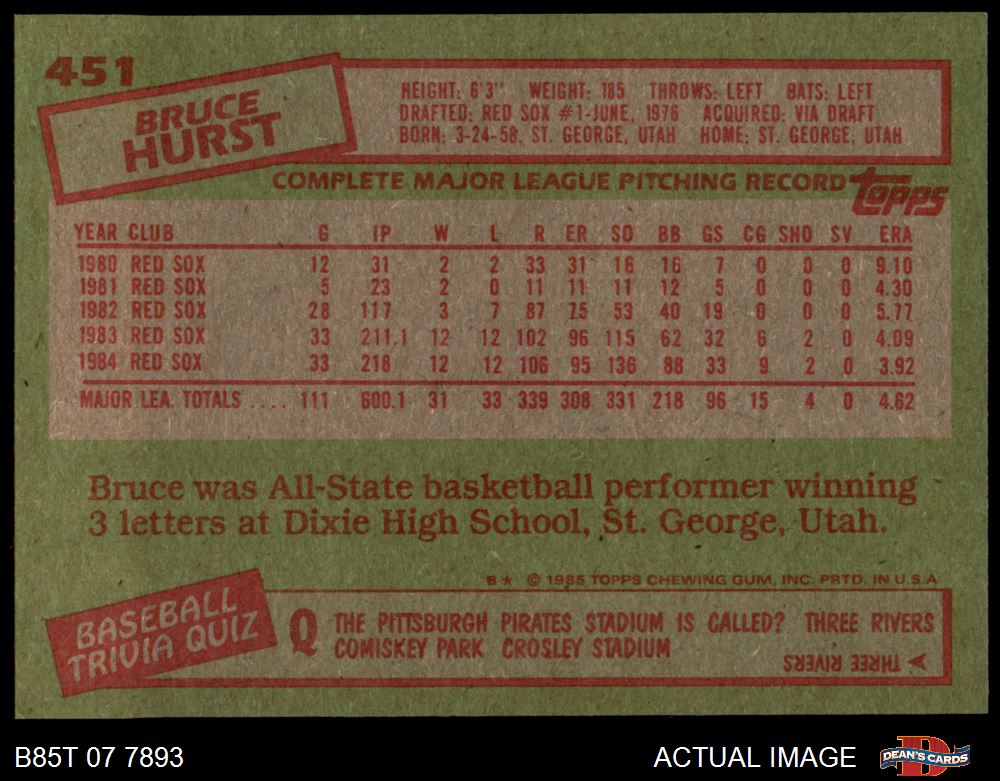 451
BRUCE
HURST
HEIGHT: 6'3" WEIGHT: 185 THROWS: LEFT BATS: LEFT
DRAFTED: RED SOX #1-JUNE, 1976 ACQUIRED: VIA DRAFT
BORN: 3-24-58, ST. GEORGE, UTAH HOME: ST. GEORGE, UTAH
COMPLETE MAJOR LEAGUE PITCHING RECORD topps
YEAR CLUB G IP W L R ER SO BB GS CG SHO SV ERA
1980 RED SOX 12 31 2 2 33 31 16 16 7 0 0 0 9.10
1981 RED SOX 5 23 2 0 11 11 11 12 5 0 0 0 4.30
1982 RED SOX 28 117 3 7 87 75 53 40 19 0 0 0 5.77
1983 RED SOX 33 211.1 12 12 102 96 115 62 32 6 2 0 4.09
1984 RED SOX 33 218 12 12 106 95 136 88 33 9 2 0 3.92
MAJOR LEA. TOTALS .... 111 600.1 31 33 339 308 331 218 96 15 4 0 4.62
Bruce was All-State basketball performer winning
3 letters at Dixie High School, St. George, Utah.
B★ © 1985 TOPPS CHEWING GUM, INC. PRTD. IN U.S.A.
BASEBALL
TRIVIA QUIZ
Q THE PITTSBURGH PIRATES STADIUM IS CALLED? THREE RIVERS
COMISKEY PARK CROSLEY STADIUM
THREE RIVERS
B85T 07 7893
ACTUAL IMAGE
DEAN'S CARDS